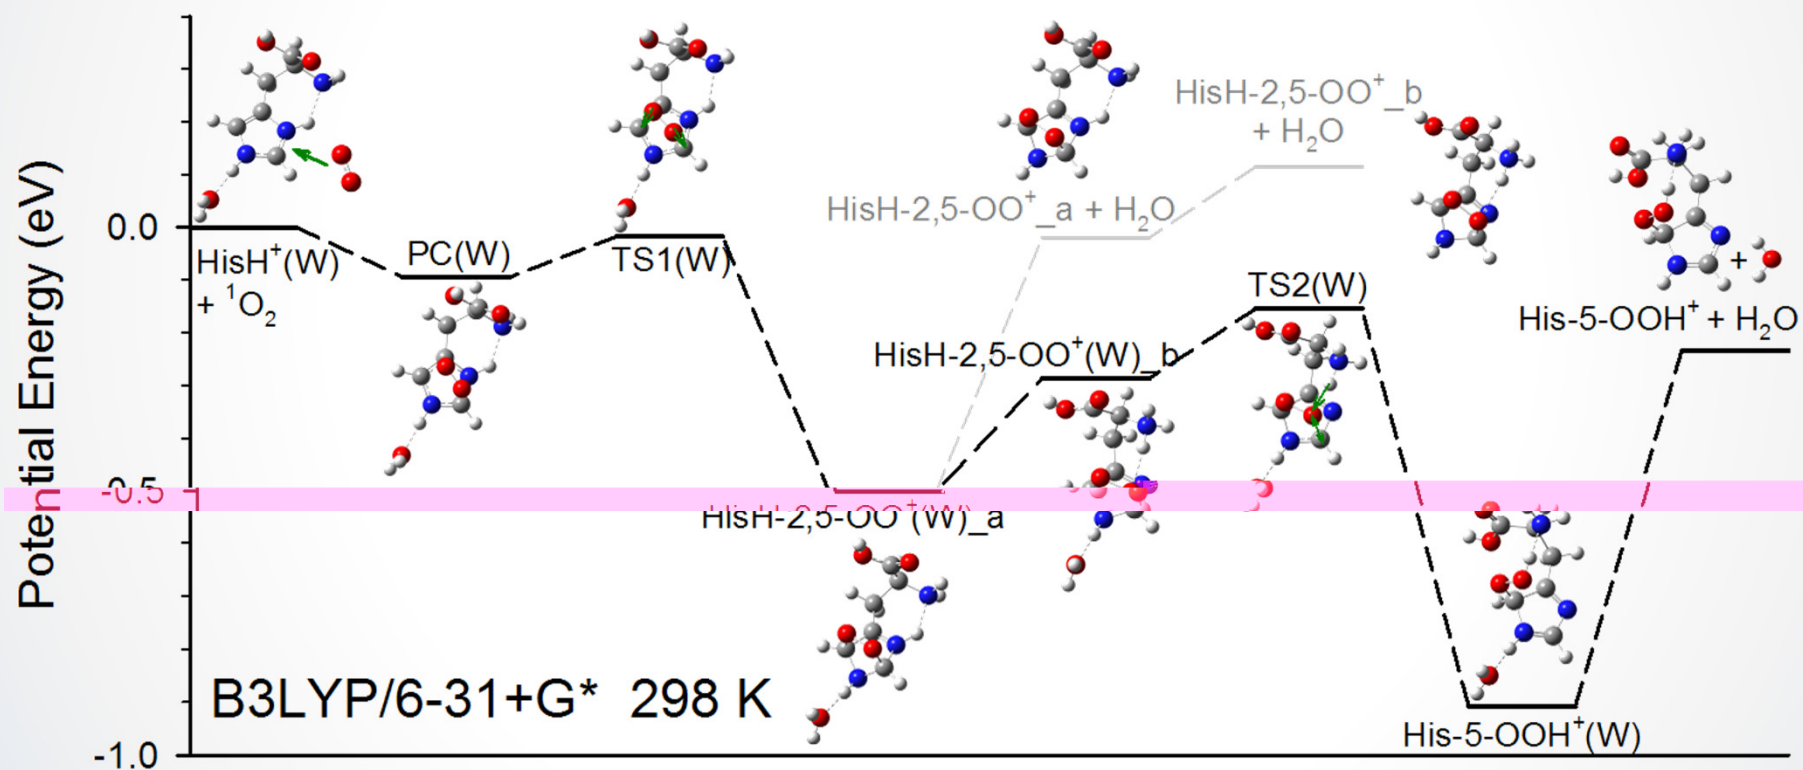 Potential Energy (eV)
0.0
-0.5
-1.0
HisH+(W)
+ 1O2
PC(W)
TS1(W)
HisH-2,5-OO+(W)_a
HisH-2,5-OO+_a + H2O
HisH-2,5-OO+_b
+ H2O
HisH-2,5-OO+(W)_b
TS2(W)
His-5-OOH+(W)
+
His-5-OOH+ + H2O
B3LYP/6-31+G* 298 K